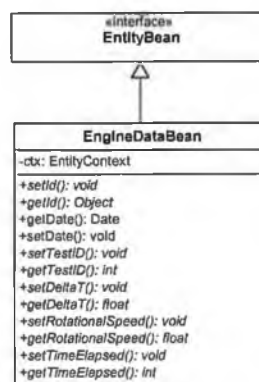 «interface»
EntityBean
EngineDataBean
-ctx: EntityContext
+setId(): void
+getId(): Object
+getDate(): Date
+setDate(): void
+setTestID(): void
+getTestID(): int
+setDeltaT(): void
+getDeltaT(): float
+setRotationalSpeed(): void
+getRotationalSpeed(): float
+setTimeElapsed(): void
+getTimeElapsed(): int